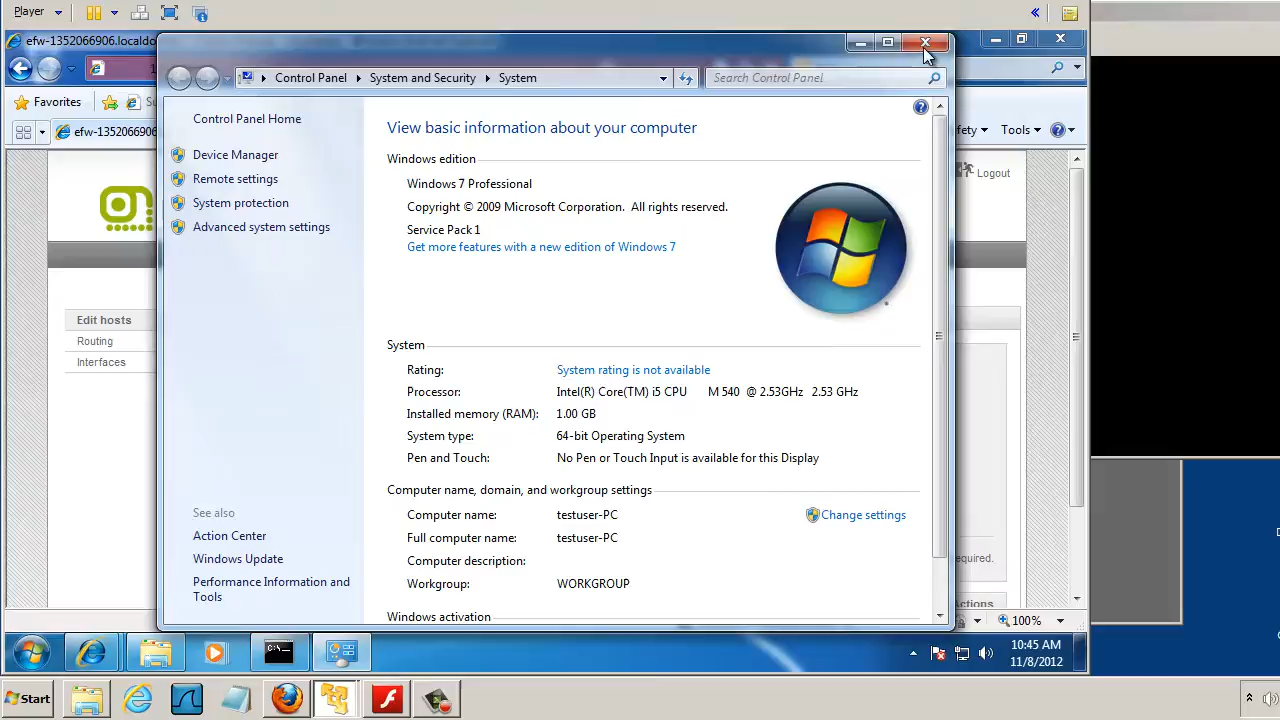 Player
efw-1352066906.localdo
Control Panel
System and Security
System
Search Control Panel
Favorites
Su
efw-1352066906
fety
Tools
Logout
Control Panel Home
Device Manager
Remote settings
System protection
Advanced system settings
View basic information about your computer
Windows edition
Windows 7 Professional
Copyright © 2009 Microsoft Corporation. All rights reserved.
Service Pack 1
Get more features with a new edition of Windows 7
Edit hosts
Routing
Interfaces
System
Rating: System rating is not available
Processor: Intel(R) Core(TM) i5 CPU M 540 @ 2.53GHz 2.53 GHz
Installed memory (RAM): 1.00 GB
System type: 64-bit Operating System
Pen and Touch: No Pen or Touch Input is available for this Display
Computer name, domain, and workgroup settings
Computer name: testuser-PC
Change settings
Full computer name: testuser-PC
Computer description:
Workgroup: WORKGROUP
Windows activation
See also
Action Center
Windows Update
Performance Information and
Tools
equired.
Actions
100%
C:\_
10:45 AM
11/8/2012
Start